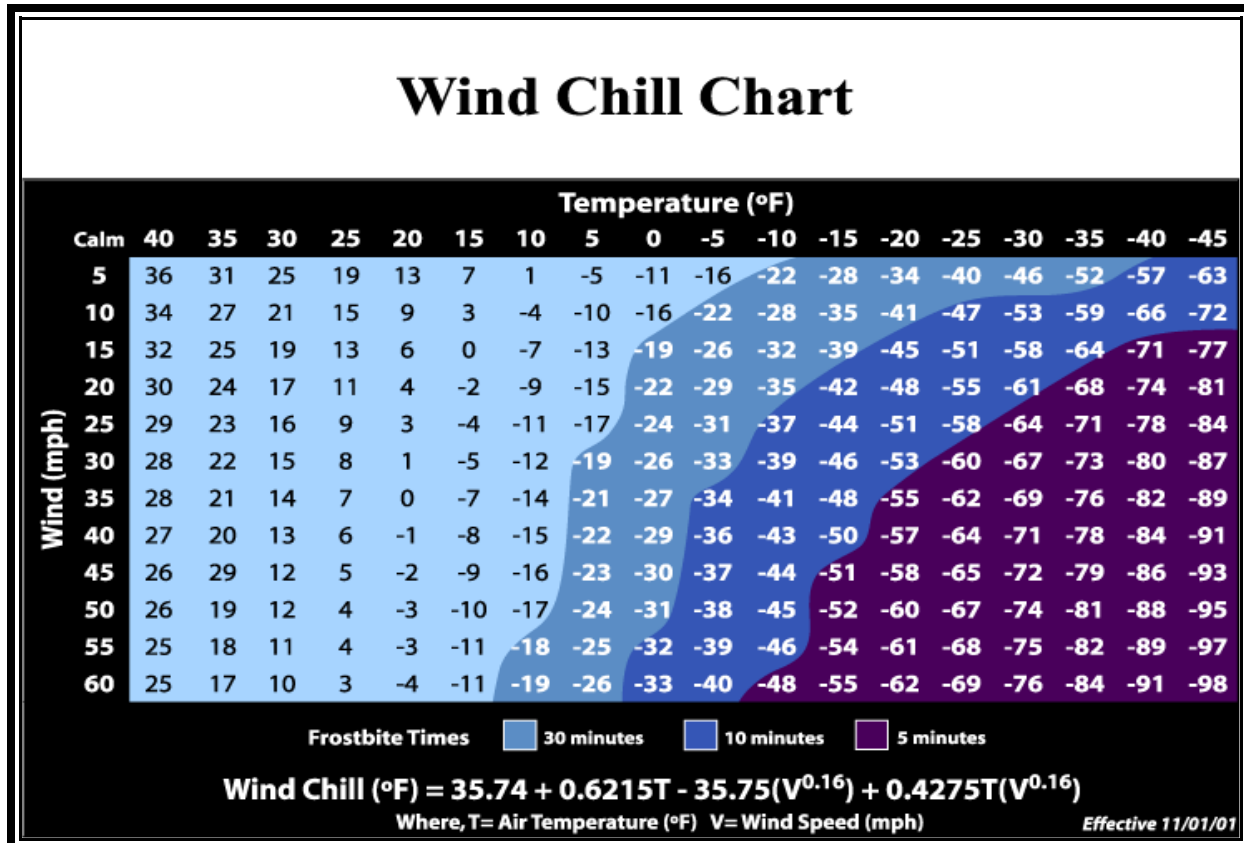 Wind Chill Chart
Temperature (ºF)
Calm 40 35 30 25 20 15 10 5 0 -5 -10 -15 -20 -25 -30 -35 -40 -45
5 36 31 25 19 13 7 1 -5 -11 -16 -22 -28 -34 -40 -46 -52 -57 -63
10 34 27 21 15 9 3 -4 -10 -16 -22 -28 -35 -41 -47 -53 -59 -66 -72
15 32 25 19 13 6 0 -7 -13 -19 -26 -32 -39 -45 -51 -58 -64 -71 -77
20 30 24 17 11 4 -2 -9 -15 -22 -29 -35 -42 -48 -55 -61 -68 -74 -81
25 29 23 16 9 3 -4 -11 -17 -24 -31 -37 -44 -51 -58 -64 -71 -78 -84
30 28 22 15 8 1 -5 -12 -19 -26 -33 -39 -46 -53 -60 -67 -73 -80 -87
35 28 21 14 7 0 -7 -14 -21 -27 -34 -41 -48 -55 -62 -69 -76 -82 -89
40 27 20 13 6 -1 -8 -15 -22 -29 -36 -43 -50 -57 -64 -71 -78 -84 -91
45 26 29 12 5 -2 -9 -16 -23 -30 -37 -44 -51 -58 -65 -72 -79 -86 -93
50 26 19 12 4 -3 -10 -17 -24 -31 -38 -45 -52 -60 -67 -74 -81 -88 -95
55 25 18 11 4 -3 -11 -18 -25 -32 -39 -46 -54 -61 -68 -75 -82 -89 -97
60 25 17 10 3 -4 -11 -19 -26 -33 -40 -48 -55 -62 -69 -76 -84 -91 -98
Wind (mph)
Frostbite Times 30 minutes 10 minutes 5 minutes
Wind Chill (ºF) = 35.74 + 0.6215T - 35.75(V^0.16) + 0.4275T(V^0.16)
Where, T= Air Temperature (ºF) V= Wind Speed (mph) Effective 11/01/01